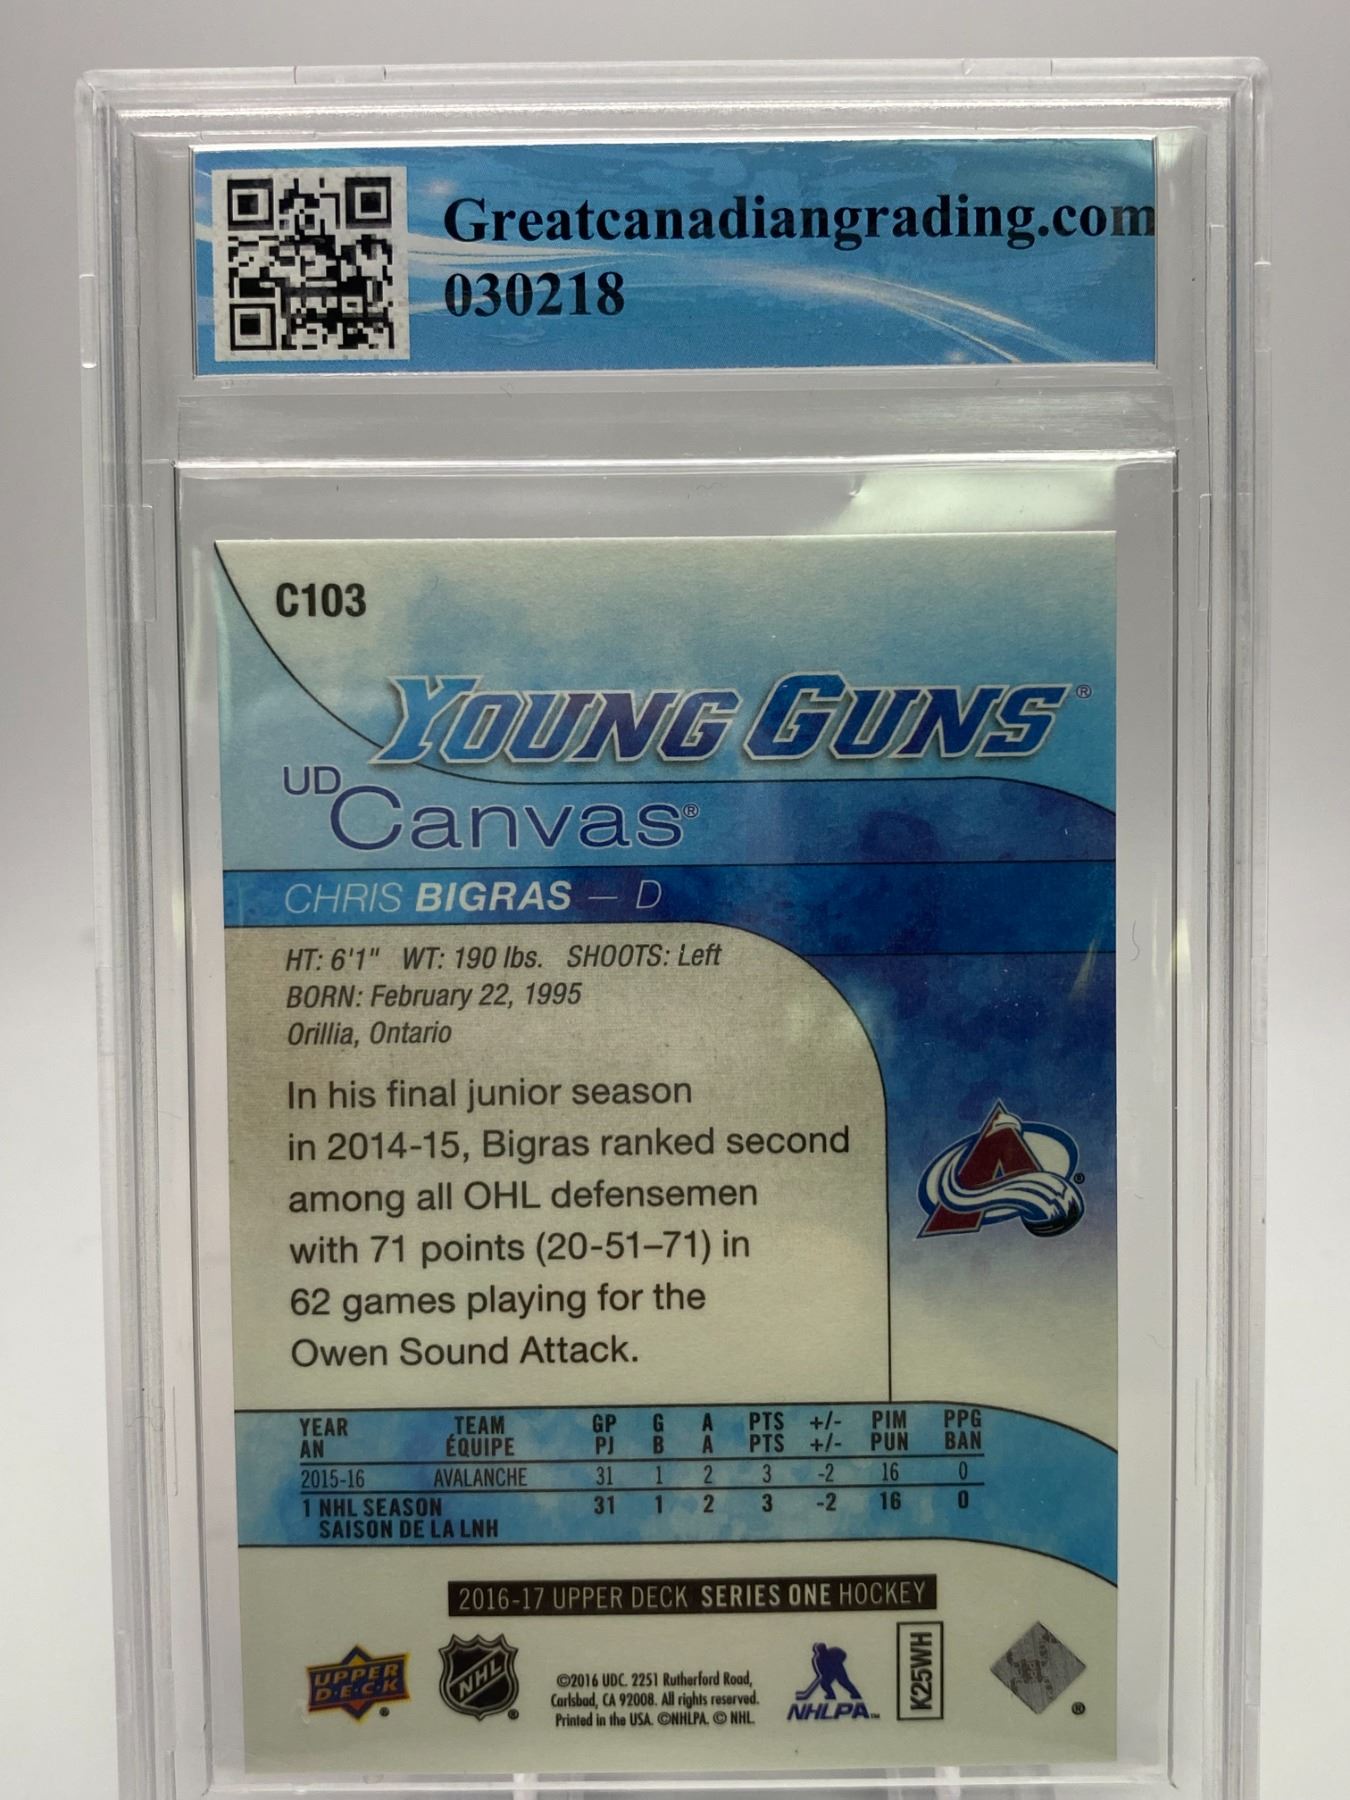 Greatcanadiangrading.com
030218
C103
YOUNG GUNS®
UD Canvas®
CHRIS BIGRAS — D
HT: 6'1" WT: 190 lbs. SHOOTS: Left
BORN: February 22, 1995
Orillia, Ontario
In his final junior season
in 2014-15, Bigras ranked second
among all OHL defensemen
with 71 points (20-51–71) in
62 games playing for the
Owen Sound Attack.
YEAR TEAM GP G A PTS +/- PIM PPG
AN ÉQUIPE PJ B A PTS +/- PUN BAN
2015-16 AVALANCHE 31 1 2 3 -2 16 0
1 NHL SEASON 31 1 2 3 -2 16 0
SAISON DE LA LNH
2016-17 UPPER DECK SERIES ONE HOCKEY
UPPER DECK®
NHL®
©2016 UDC. 2251 Rutherford Road,
Carlsbad, CA 92008. All rights reserved.
Printed in the USA. ©NHLPA. © NHL.
NHLPA™
K25WH
®